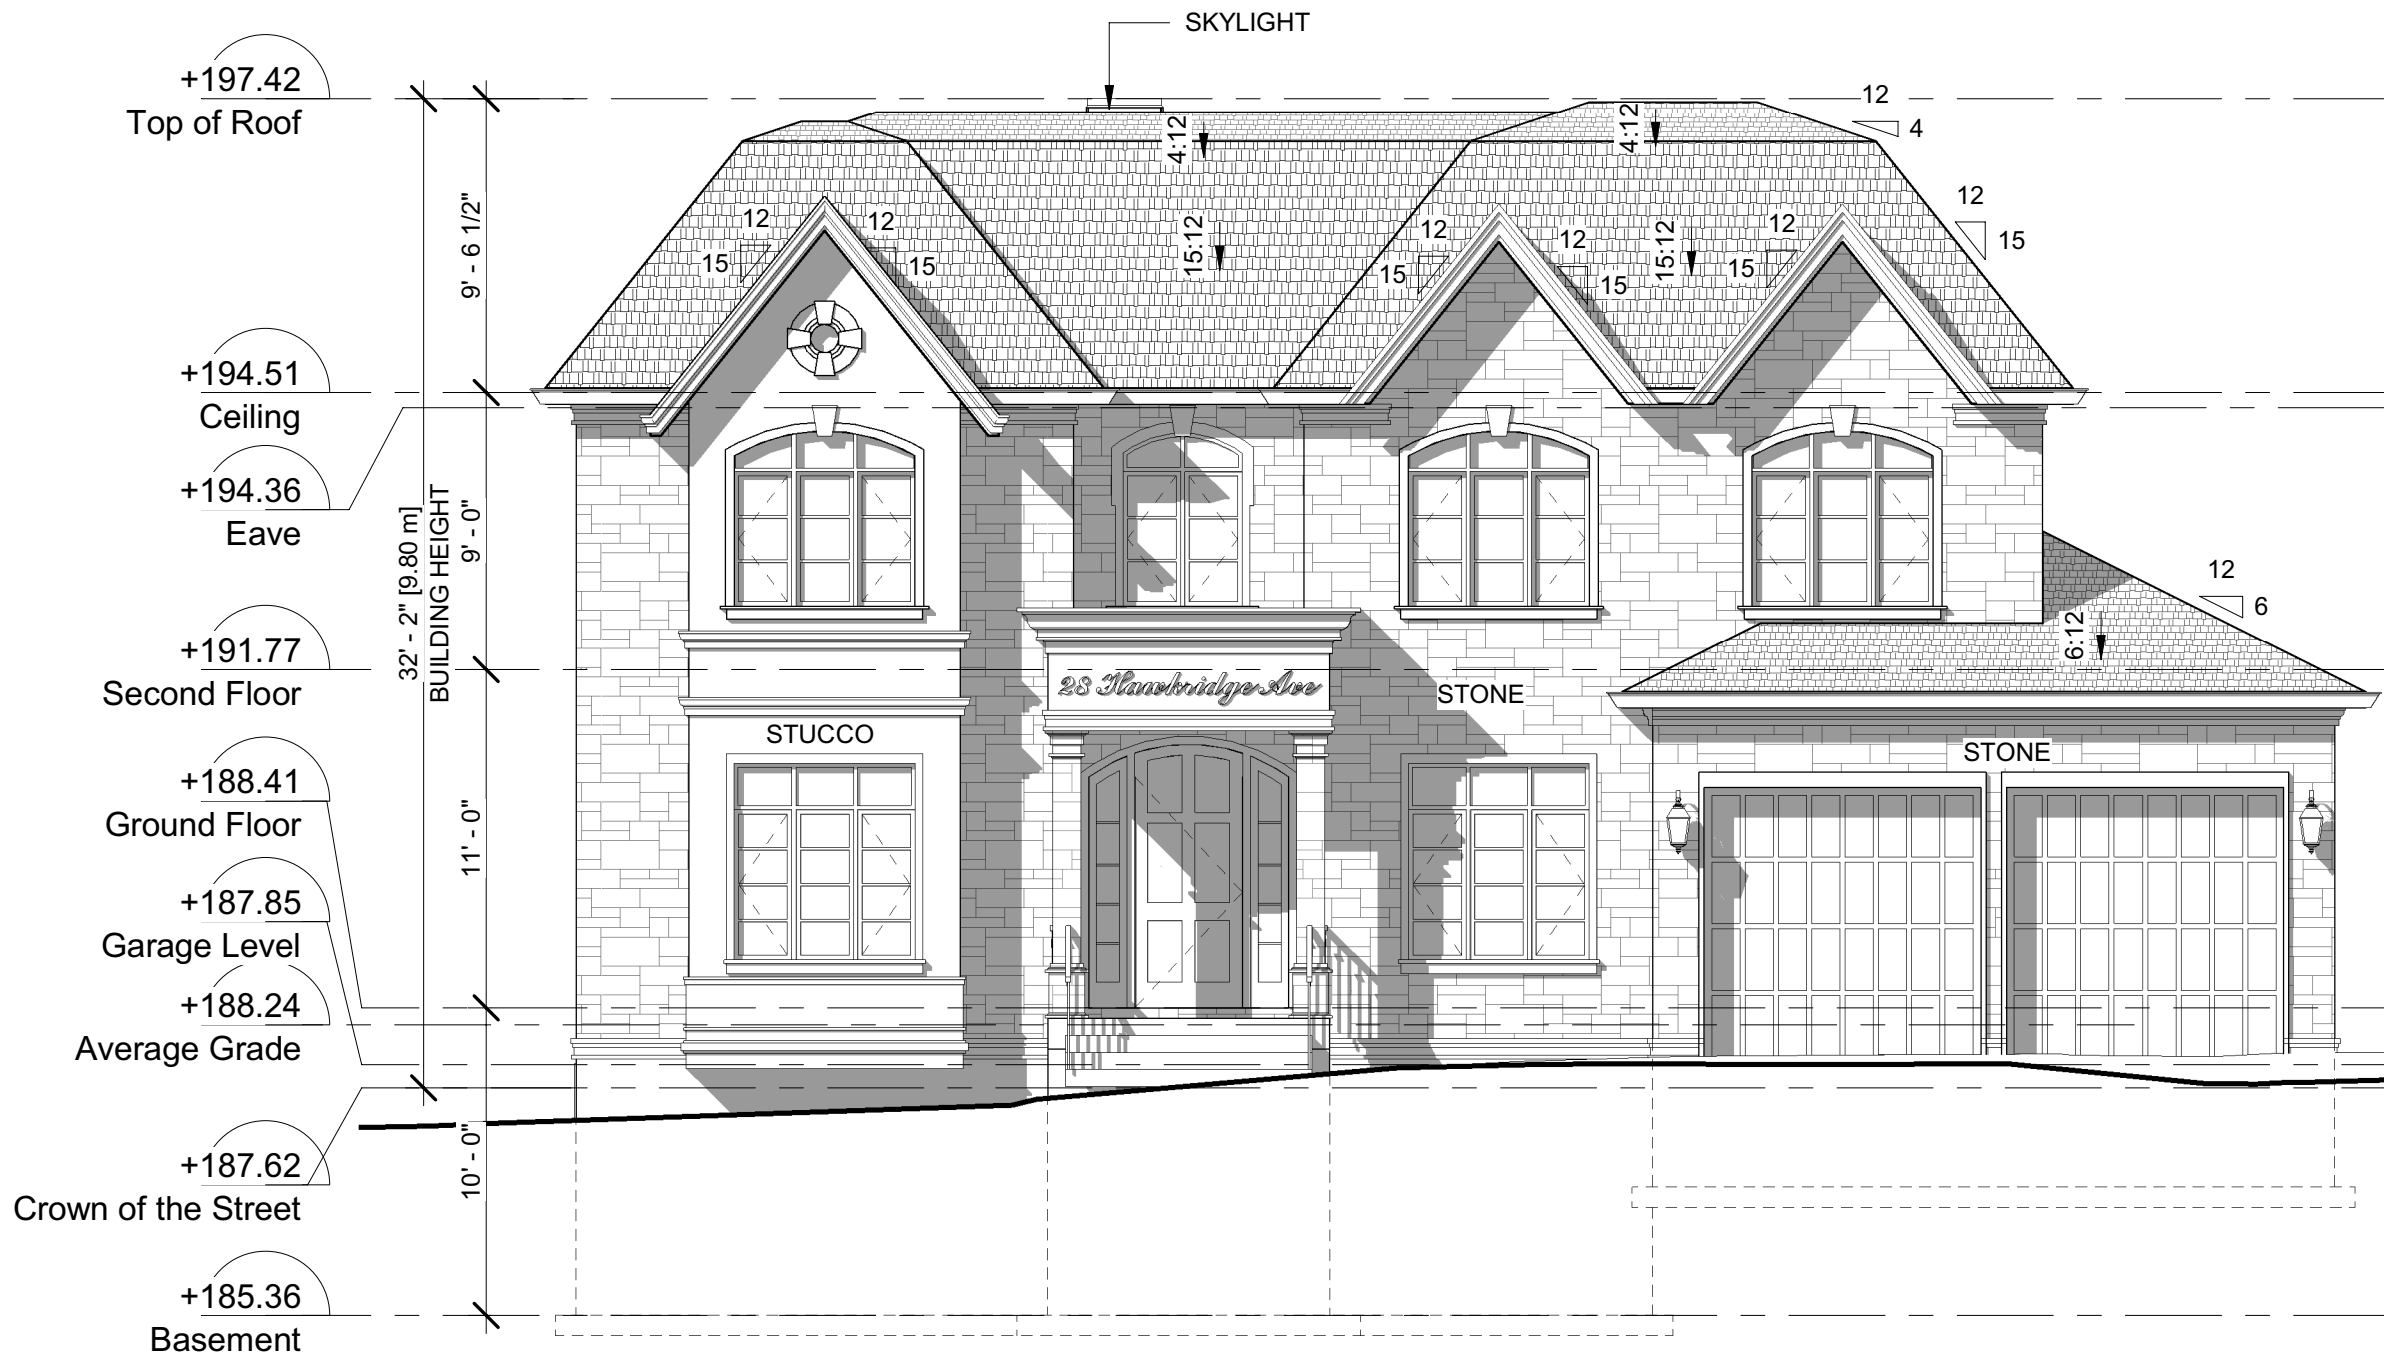 SKYLIGHT
+197.42
Top of Roof
+194.51
Ceiling
+194.36
Eave
+191.77
Second Floor
+188.41
Ground Floor
+187.85
Garage Level
+188.24
Average Grade
+187.62
Crown of the Street
+185.36
Basement
32' - 2" [9.80 m]
BUILDING HEIGHT
9' - 6 1/2"
9' - 0"
11' - 0"
10' - 0"
12
15
12
15
4:12
15:12
12
15
12
15
4:12
15:12
12
15
12
4
12
15
12
6
6:12
28 Hawkridge Ave
STUCCO
STONE
STONE